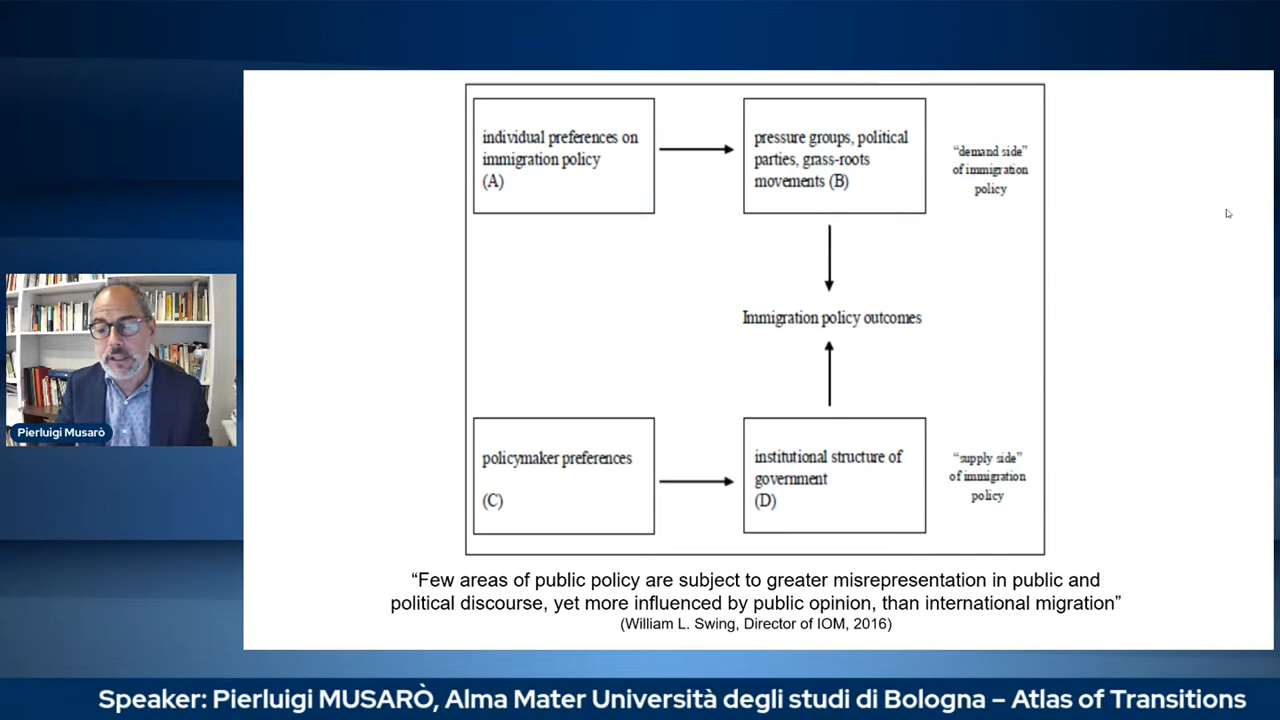 individual preferences on
immigration policy
(A)
pressure groups, political
parties, grass-roots
movements (B)
“demand side”
of immigration
policy
Immigration policy outcomes
policymaker preferences
(C)
institutional structure of
government
(D)
“supply side”
of immigration
policy
“Few areas of public policy are subject to greater misrepresentation in public and
political discourse, yet more influenced by public opinion, than international migration”
(William L. Swing, Director of IOM, 2016)
Pierluigi Musarò
Speaker: Pierluigi MUSARÒ, Alma Mater Università degli studi di Bologna – Atlas of Transitions